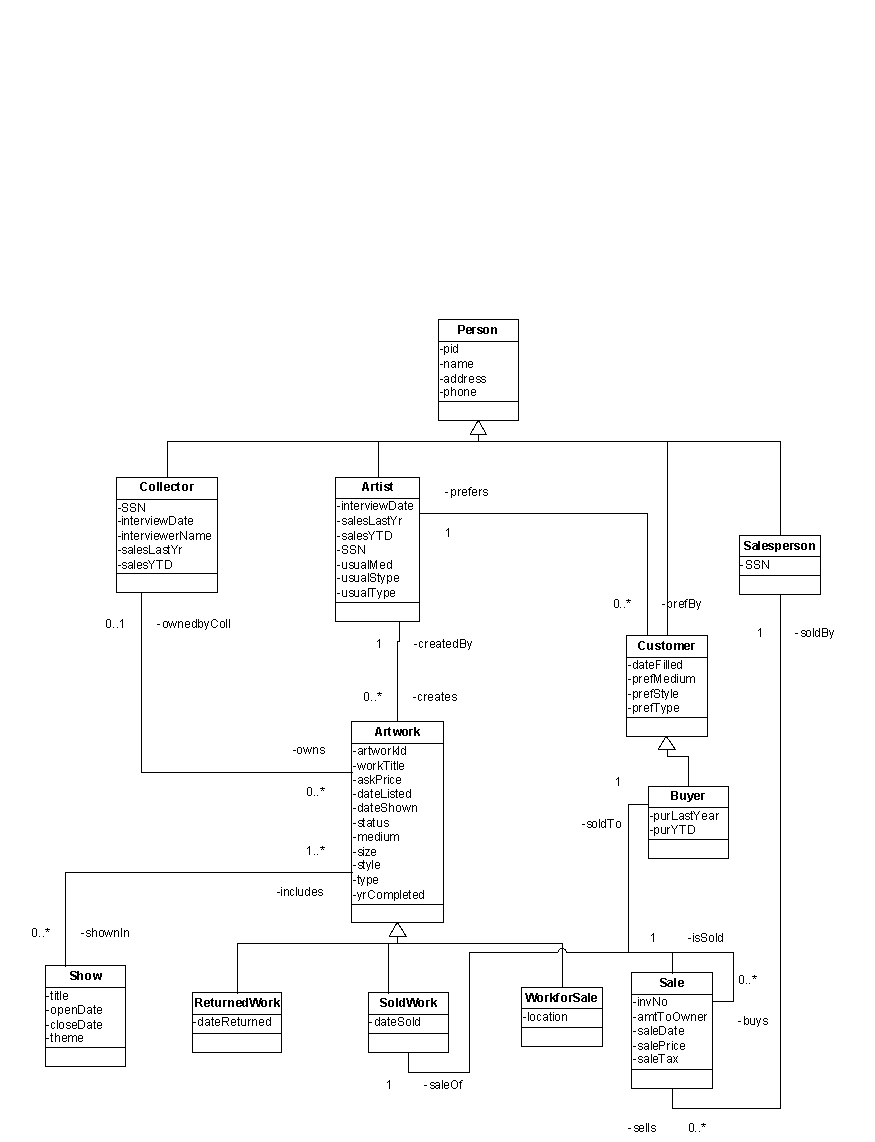 Person
-pid
-name
-address
-phone
Collector
-SSN
-interviewDate
-interviewerName
-salesLastYr
-salesYTD
Artist
-interviewDate
-salesLastYr
-salesYTD
-SSN
-usualMed
-usualStype
-usualType
-prefers
1
Salesperson
-SSN
0..1
-ownedbyColl
1
-createdBy
0..*
-prefBy
1
-soldBy
Customer
-dateFilled
-prefMedium
-prefStyle
-prefType
0..*
-creates
Artwork
-artworkId
-workTitle
-askPrice
-dateListed
-dateShown
-status
-medium
-size
-style
-type
-yrCompleted
-owns
0..*
1..*
-includes
1
-soldTo
Buyer
-purLastYear
-purYTD
0..*
-shownIn
1
-isSold
0..*
-buys
Show
-title
-openDate
-closeDate
-theme
ReturnedWork
-dateReturned
SoldWork
-dateSold
WorkforSale
-location
Sale
-invNo
-amtToOwner
-saleDate
-salePrice
-saleTax
1
-saleOf
-sells
0..*